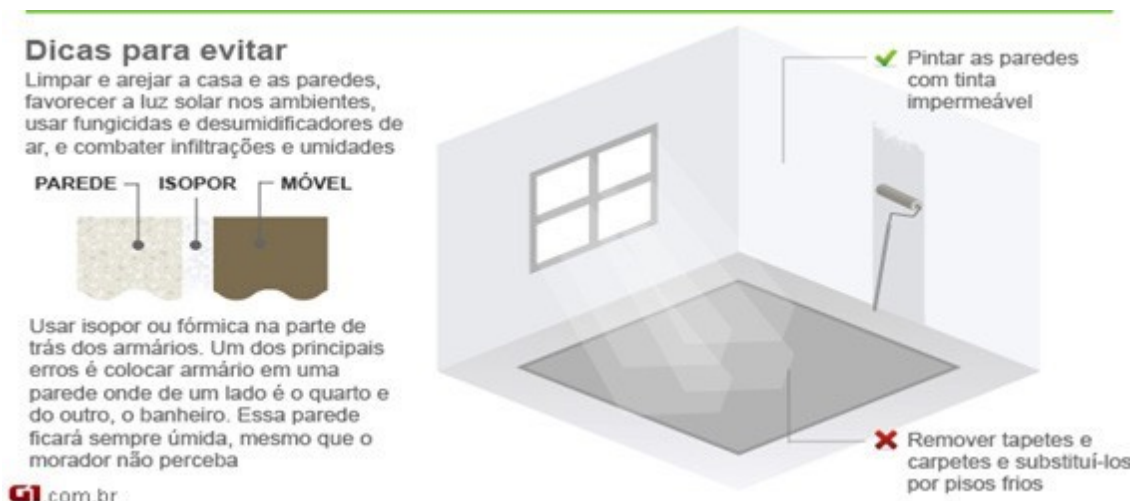 Dicas para evitar
Limpar e arejar a casa e as paredes,
favorecer a luz solar nos ambientes,
usar fungicidas e desumidificadores de
ar, e combater infiltrações e umidades
PAREDE ISOPOR MÓVEL
Usar isopor ou fórmica na parte de
trás dos armários. Um dos principais
erros é colocar armário em uma
parede onde de um lado é o quarto e
do outro, o banheiro. Essa parede
ficará sempre úmida, mesmo que o
morador não perceba
G1.com.br
Pintar as paredes
com tinta
impermeável
Remover tapetes e
carpetes e substituí-los
por pisos frios